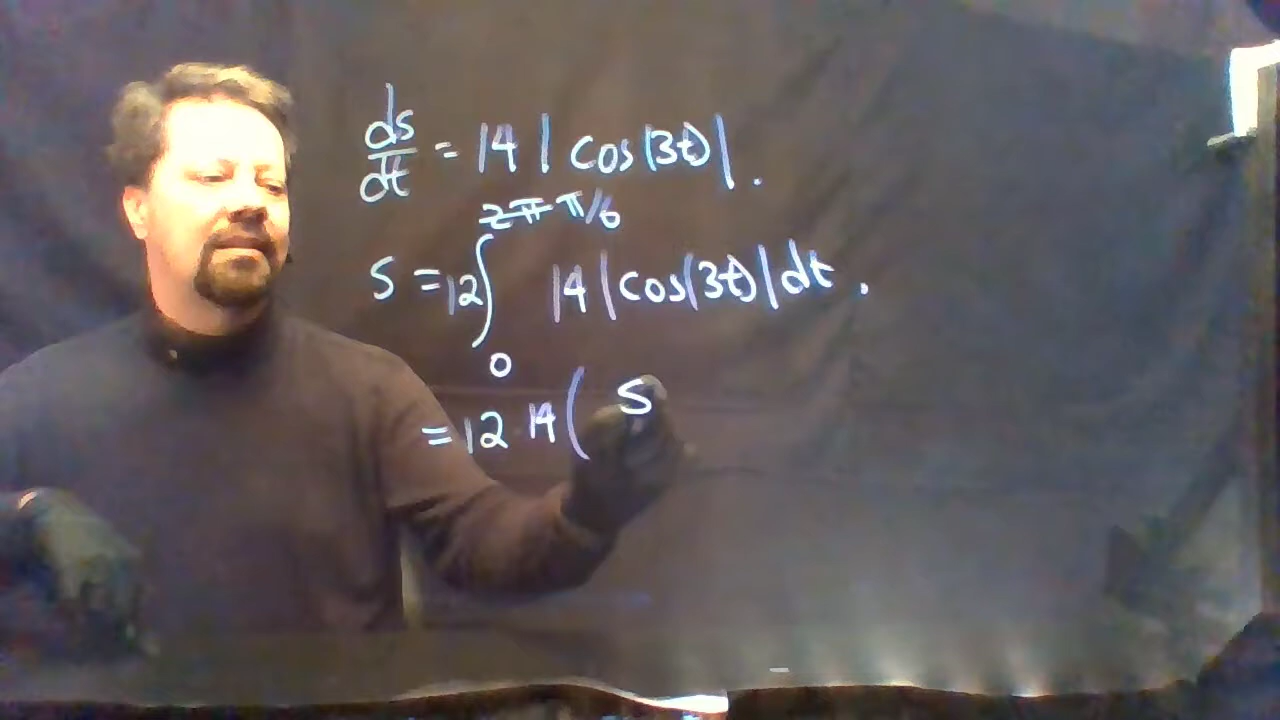 ds/dt = 14 | cos(3t)|.
s = 12 ∫₀^{~~2π~~ π/6} 14 |cos(3t)| dt.
= 12 14 ( s